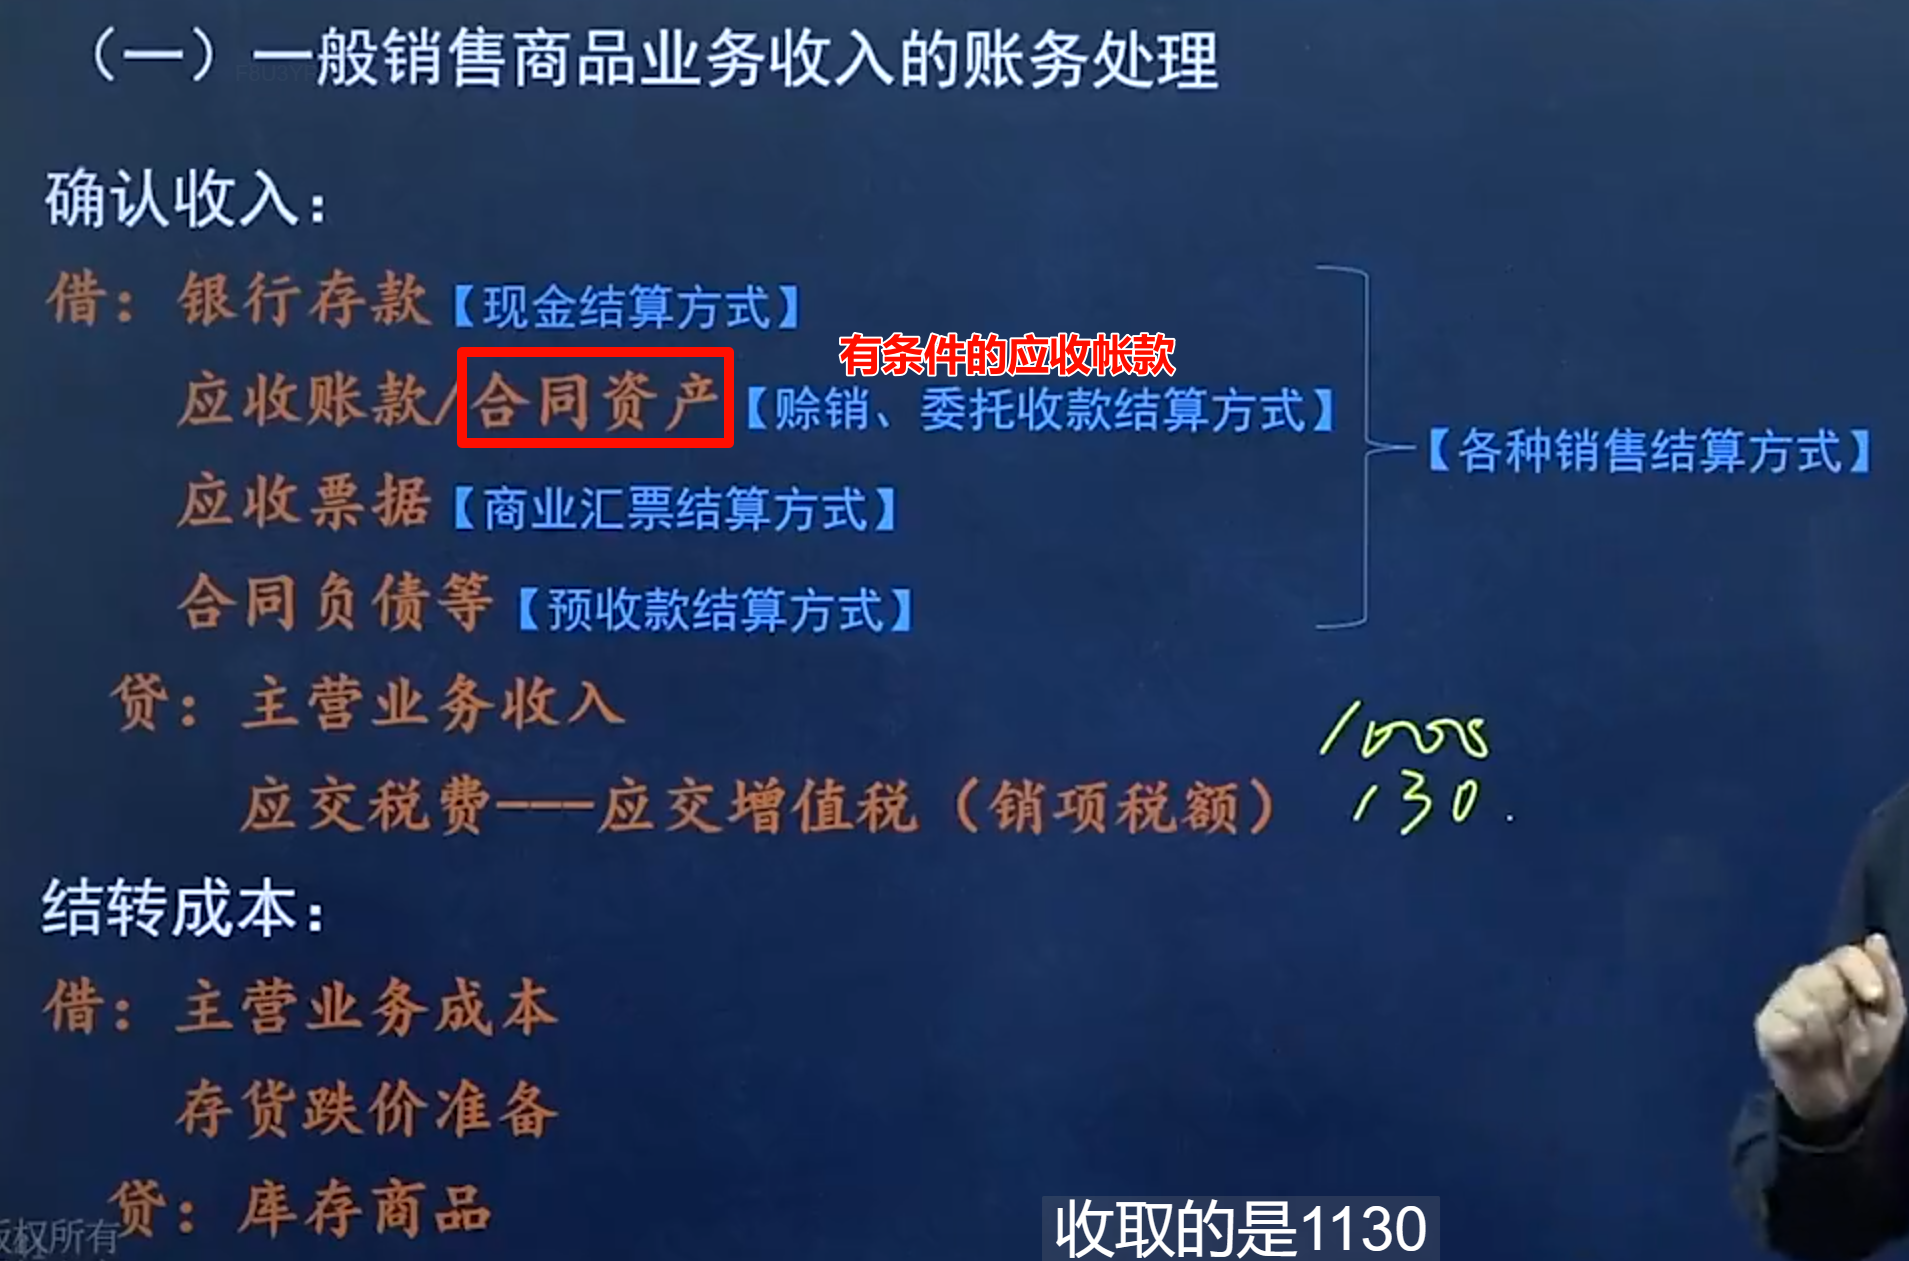 （一）一般销售商品业务收入的账务处理
确认收入：
借：银行存款【现金结算方式】
有条件的应收帐款
应收账款/合同资产【赊销、委托收款结算方式】
【各种销售结算方式】
应收票据【商业汇票结算方式】
合同负债等【预收款结算方式】
贷：主营业务收入
1000
应交税费———应交增值税（销项税额）
130
结转成本：
借：主营业务成本
存货跌价准备
贷：库存商品
版权所有
收取的是1130